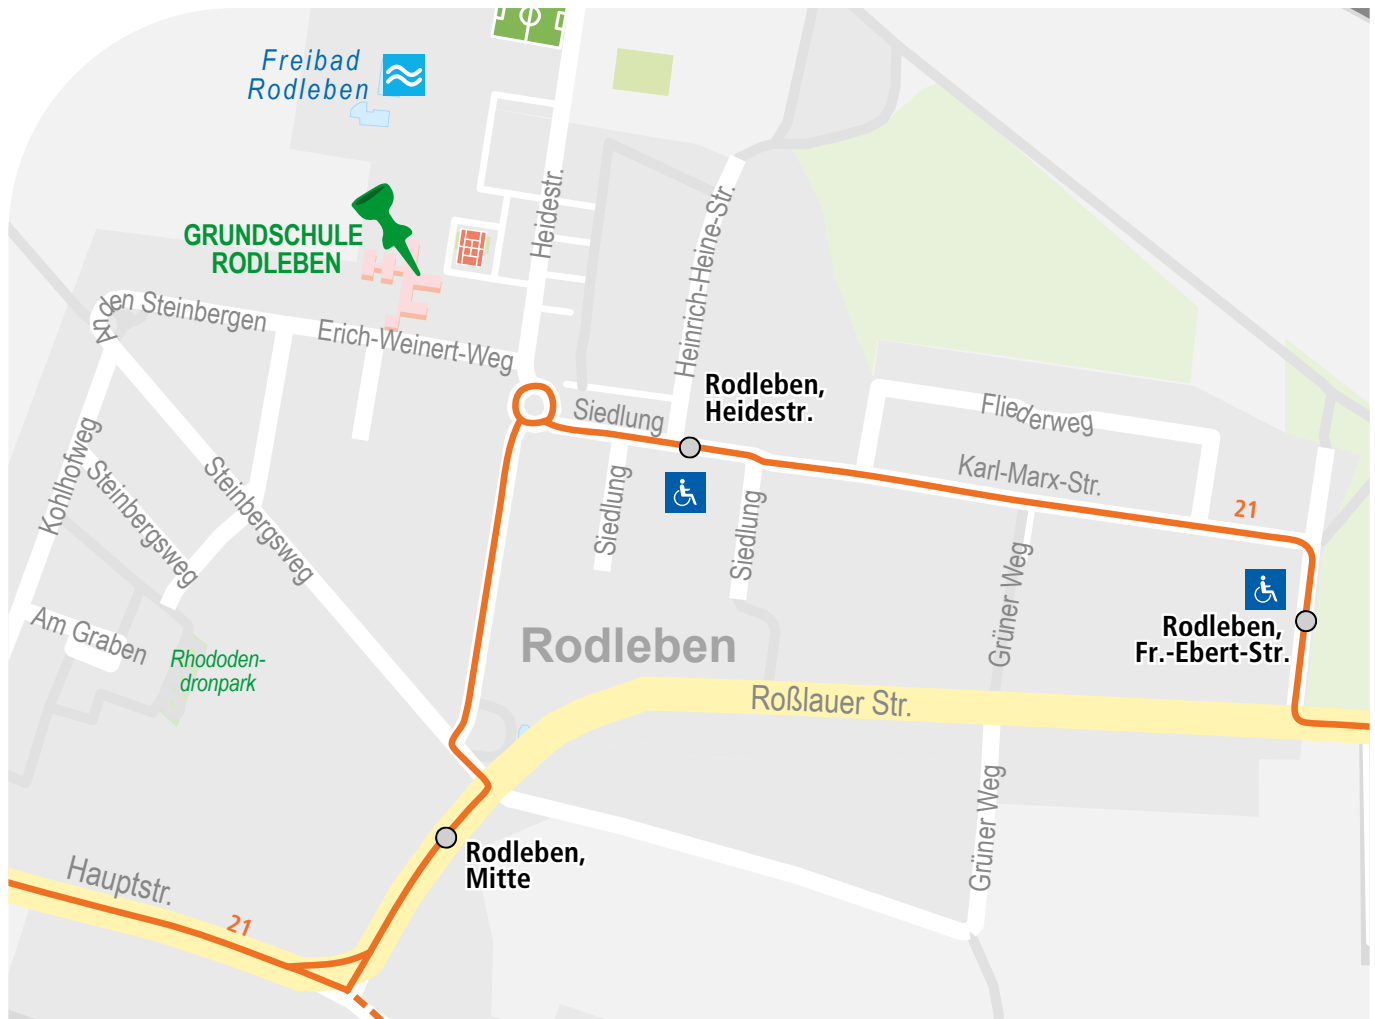 Freibad
Rodleben
GRUNDSCHULE
RODLEBEN
Heidestr.
Heinrich-Heine-Str.
An den Steinbergen
Erich-Weinert-Weg
Rodleben,
Heidestr.
Siedlung
Fliederweg
Karl-Marx-Str.
21
Kohlhofweg
Steinbergsweg
Steinbergsweg
Siedlung
Siedlung
Grüner Weg
Am Graben
Rhododen-
dronpark
Rodleben
Rodleben,
Fr.-Ebert-Str.
Roßlauer Str.
Grüner Weg
Rodleben,
Mitte
Hauptstr.
21